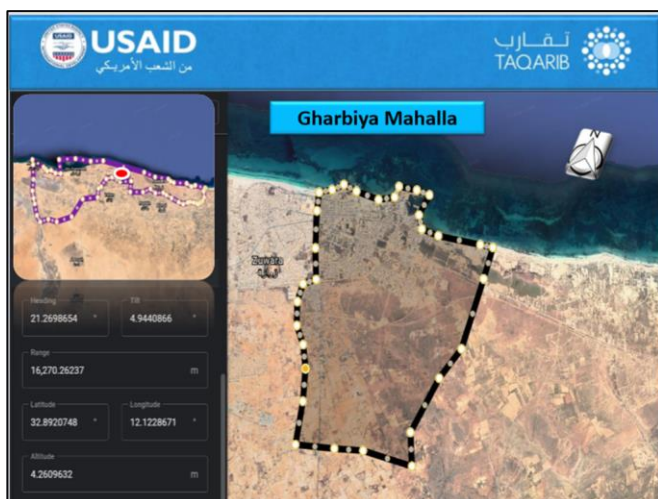 USAID
من الشعب الأمريكي
تقارب
TAQARIB
Gharbiya Mahalla
Zuwara
Heading
21.2698654 °
Tilt
4.9440866 °
Range
16,270.26237 m
Latitude
32.8920748 °
Longitude
12.1228671 °
Altitude
4.2609632 m